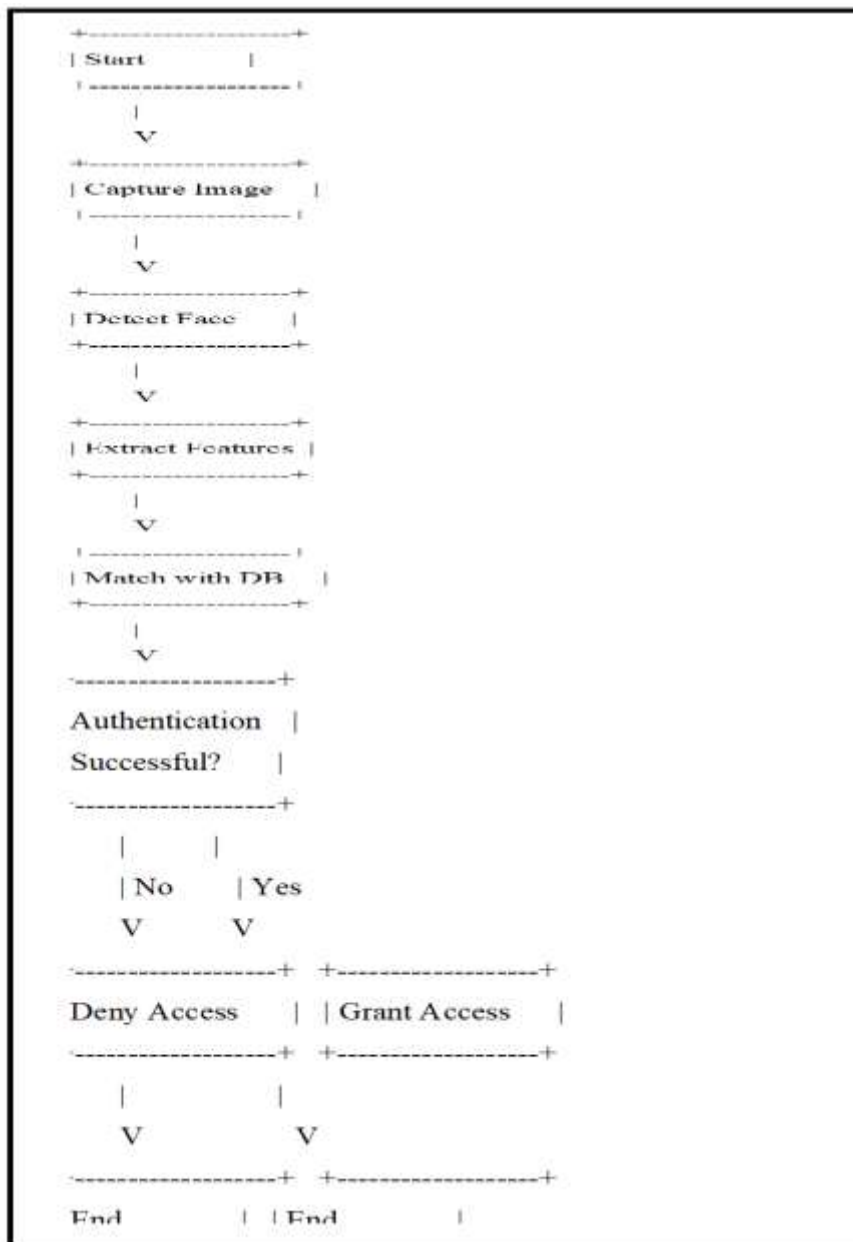 +-------------------+
| Start |
+-------------------+
|
V
+-------------------+
| Capture Image |
+-------------------+
|
V
+-------------------+
| Detect Face |
+-------------------+
|
V
+-------------------+
| Extract Features |
+-------------------+
|
V
+-------------------+
| Match with DB |
+-------------------+
|
V
-------------------+
Authentication |
Successful? |
-------------------+
| |
| No | Yes
V V
-------------------+ +-------------------+
Deny Access | | Grant Access |
-------------------+ +-------------------+
| |
V V
-------------------+ +-------------------+
End | | End |